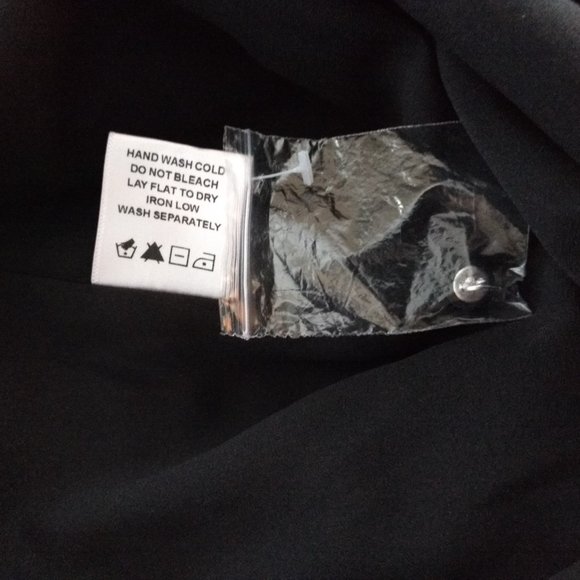 HAND WASH COLD
DO NOT BLEACH
LAY FLAT TO DRY
IRON LOW
WASH SEPARATELY